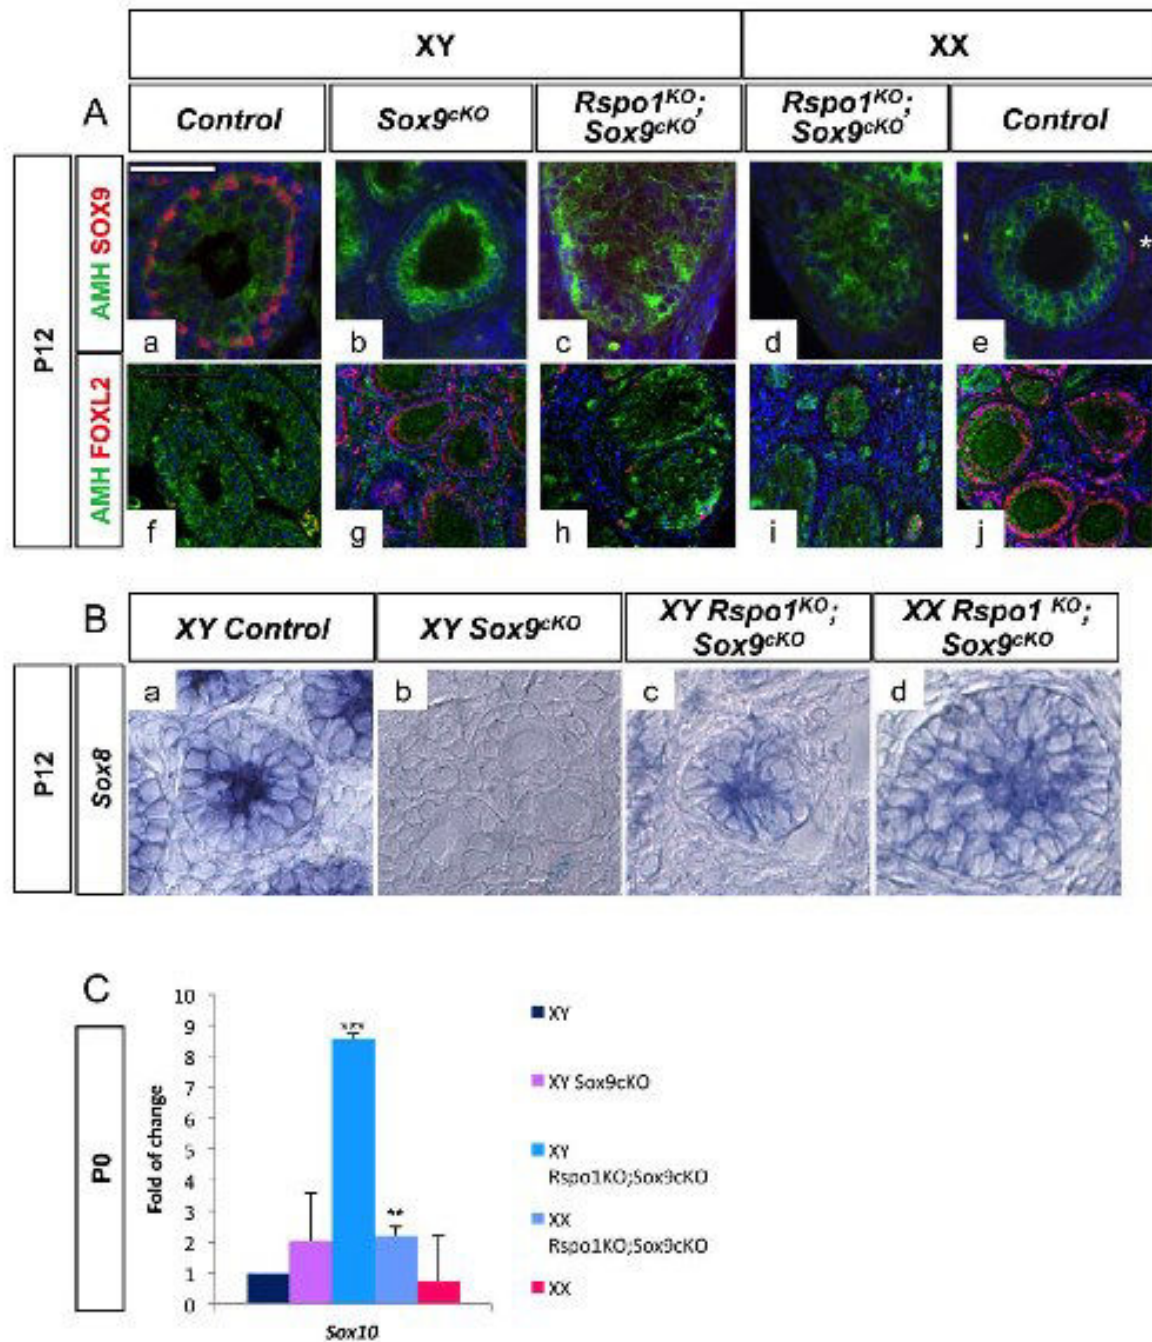 XY
XX
A
Control
Sox9cKO
Rspo1KO;
Sox9cKO
Rspo1KO;
Sox9cKO
Control
P12
AMH SOX9
a
b
c
d
e
*
AMH FOXL2
f
g
h
i
j
B
XY Control
XY Sox9cKO
XY Rspo1KO;
Sox9cKO
XX Rspo1 KO;
Sox9cKO
P12
Sox8
a
b
c
d
C
P0
Fold of change
10
9
8
7
6
5
4
3
2
1
0
***
**
Sox10
XY
XY Sox9cKO
XY
Rspo1KO;Sox9cKO
XX
Rspo1KO;Sox9cKO
XX